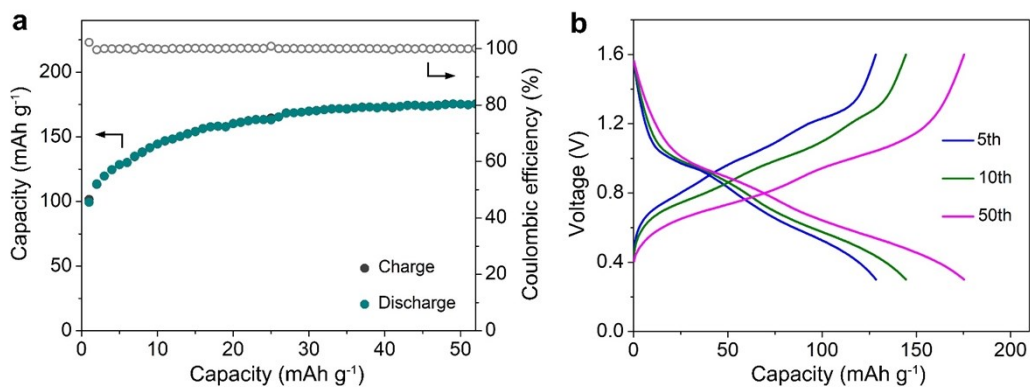 a
Capacity (mAh g⁻¹)
200
150
100
50
0
0
10
20
30
40
50
Capacity (mAh g⁻¹)
100
80
60
40
20
0
Coulombic efficiency (%)
Charge
Discharge
b
Voltage (V)
1.6
1.2
0.8
0.4
0.0
0
50
100
150
200
Capacity (mAh g⁻¹)
5th
10th
50th